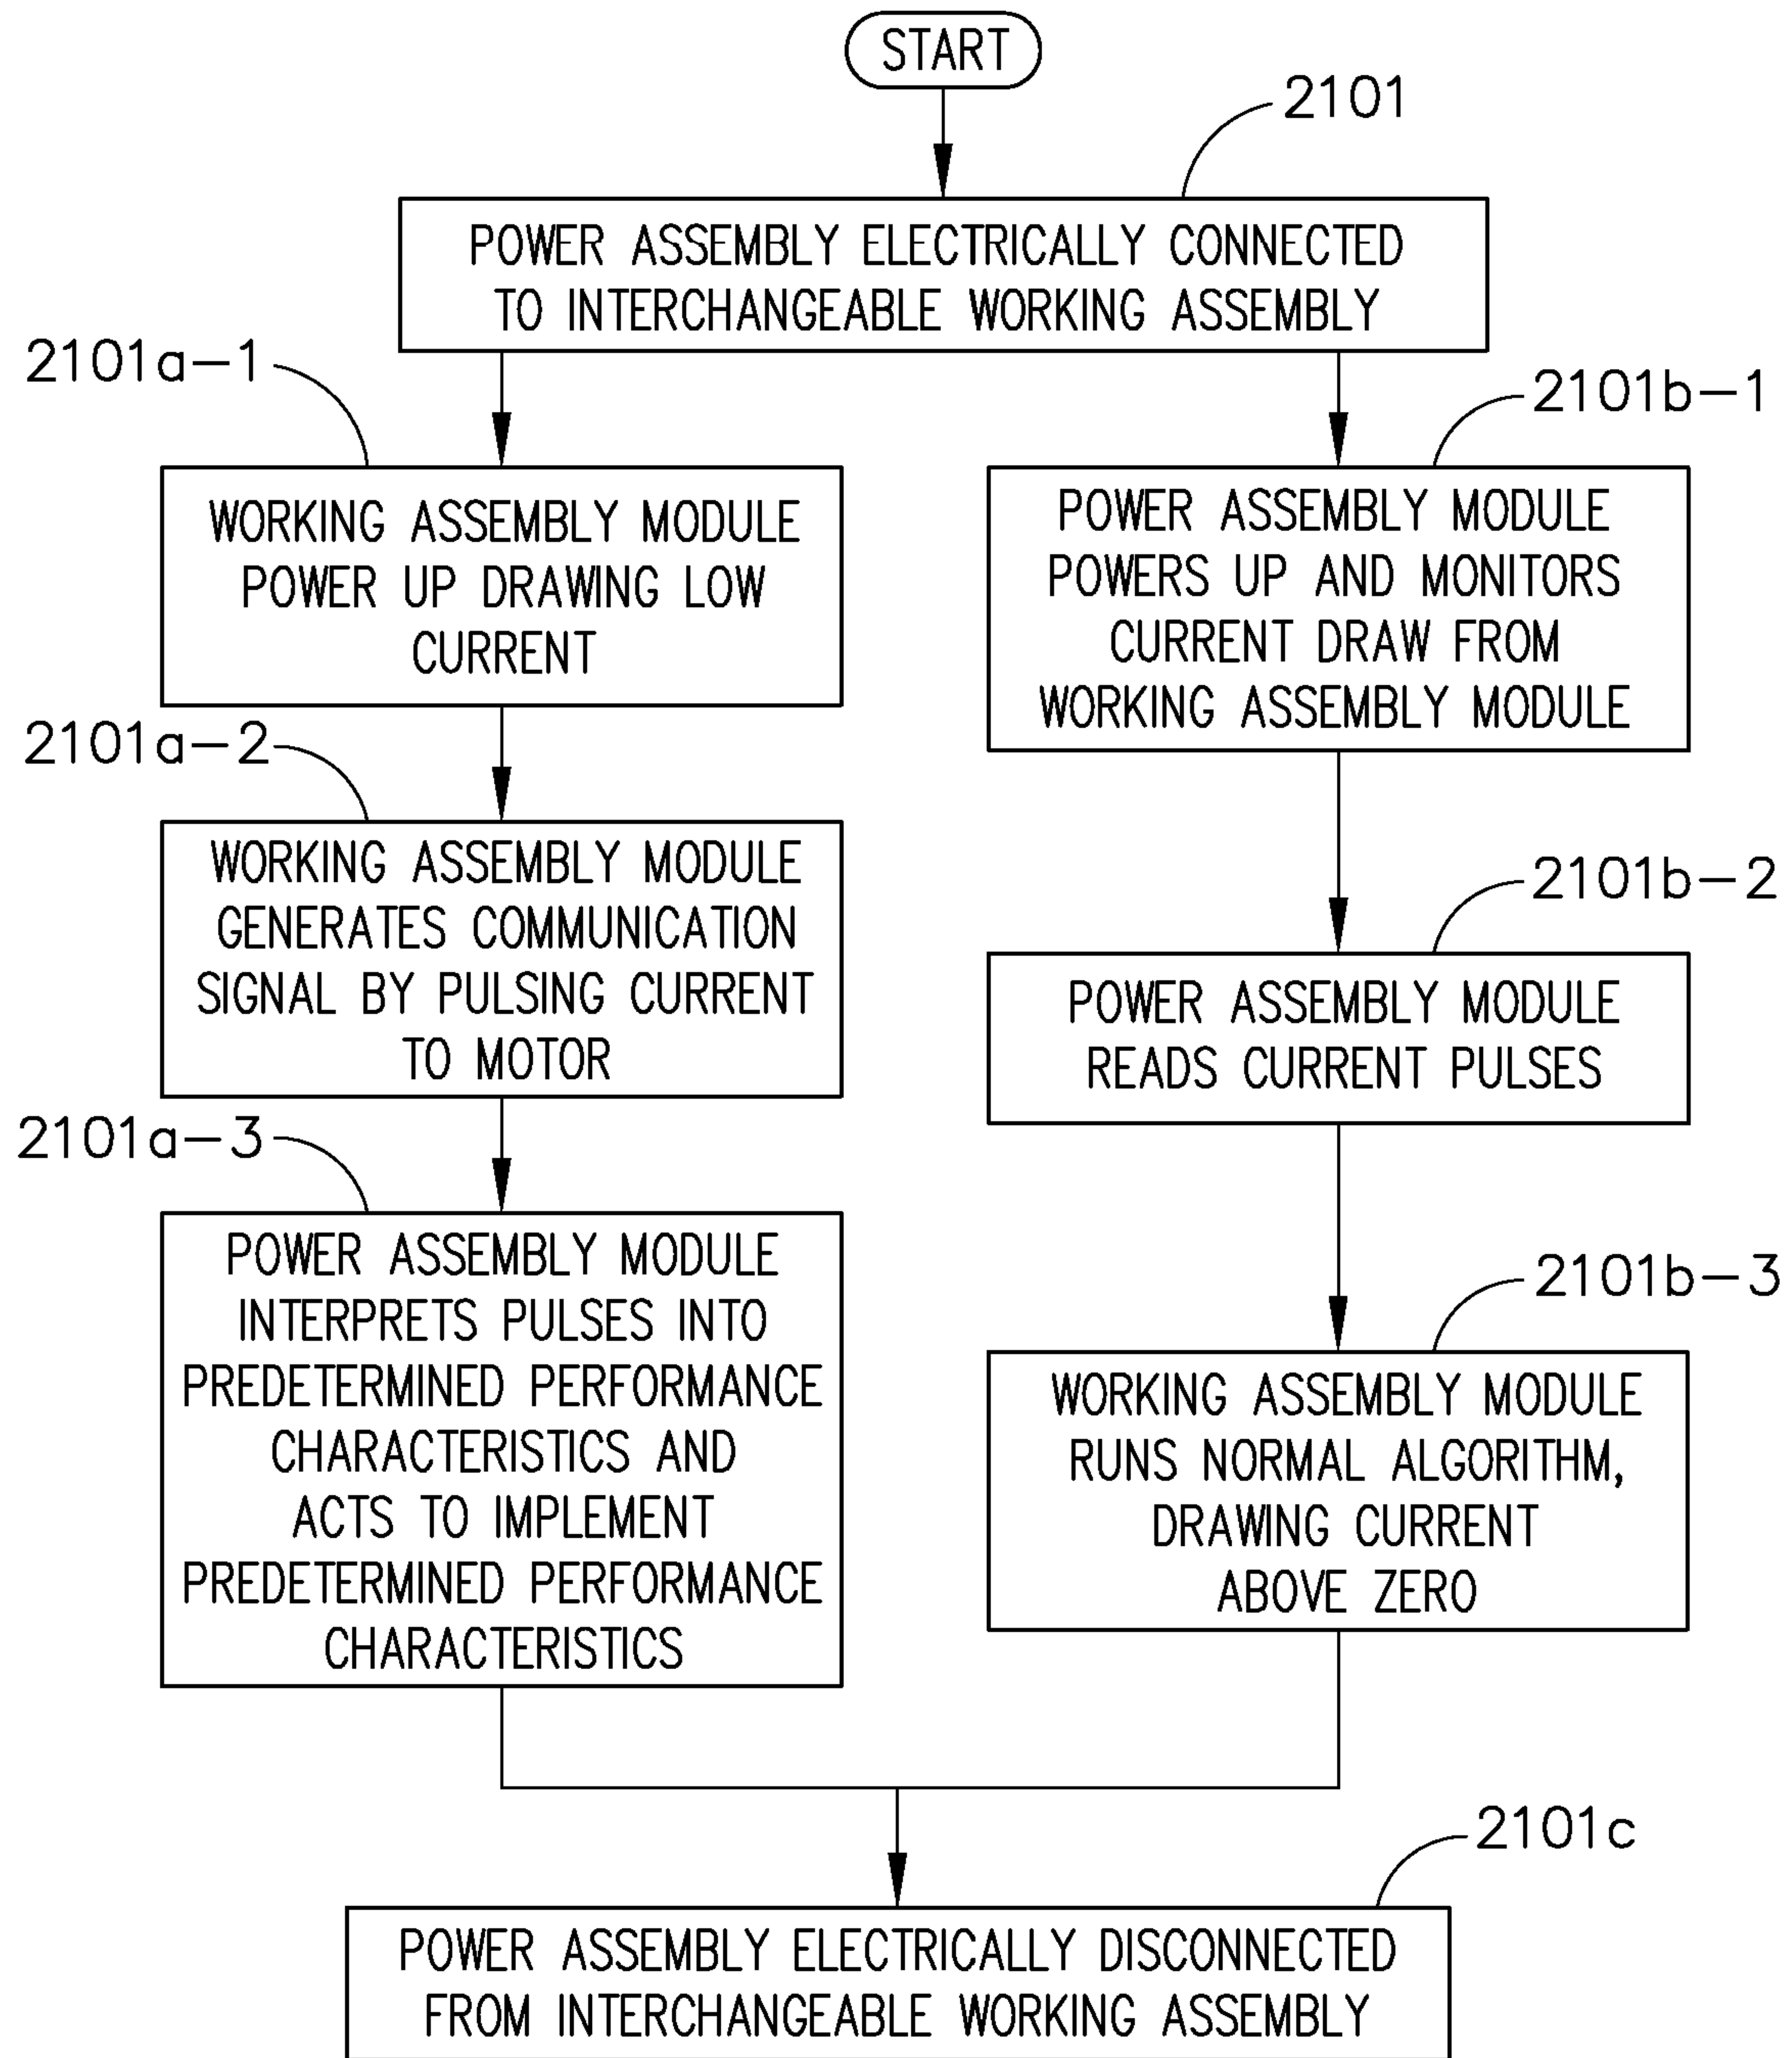 START
2101
POWER ASSEMBLY ELECTRICALLY CONNECTED
TO INTERCHANGEABLE WORKING ASSEMBLY
2101a-1
WORKING ASSEMBLY MODULE
POWER UP DRAWING LOW
CURRENT
2101a-2
WORKING ASSEMBLY MODULE
GENERATES COMMUNICATION
SIGNAL BY PULSING CURRENT
TO MOTOR
2101a-3
POWER ASSEMBLY MODULE
INTERPRETS PULSES INTO
PREDETERMINED PERFORMANCE
CHARACTERISTICS AND
ACTS TO IMPLEMENT
PREDETERMINED PERFORMANCE
CHARACTERISTICS
2101b-1
POWER ASSEMBLY MODULE
POWERS UP AND MONITORS
CURRENT DRAW FROM
WORKING ASSEMBLY MODULE
2101b-2
POWER ASSEMBLY MODULE
READS CURRENT PULSES
2101b-3
WORKING ASSEMBLY MODULE
RUNS NORMAL ALGORITHM,
DRAWING CURRENT
ABOVE ZERO
2101c
POWER ASSEMBLY ELECTRICALLY DISCONNECTED
FROM INTERCHANGEABLE WORKING ASSEMBLY